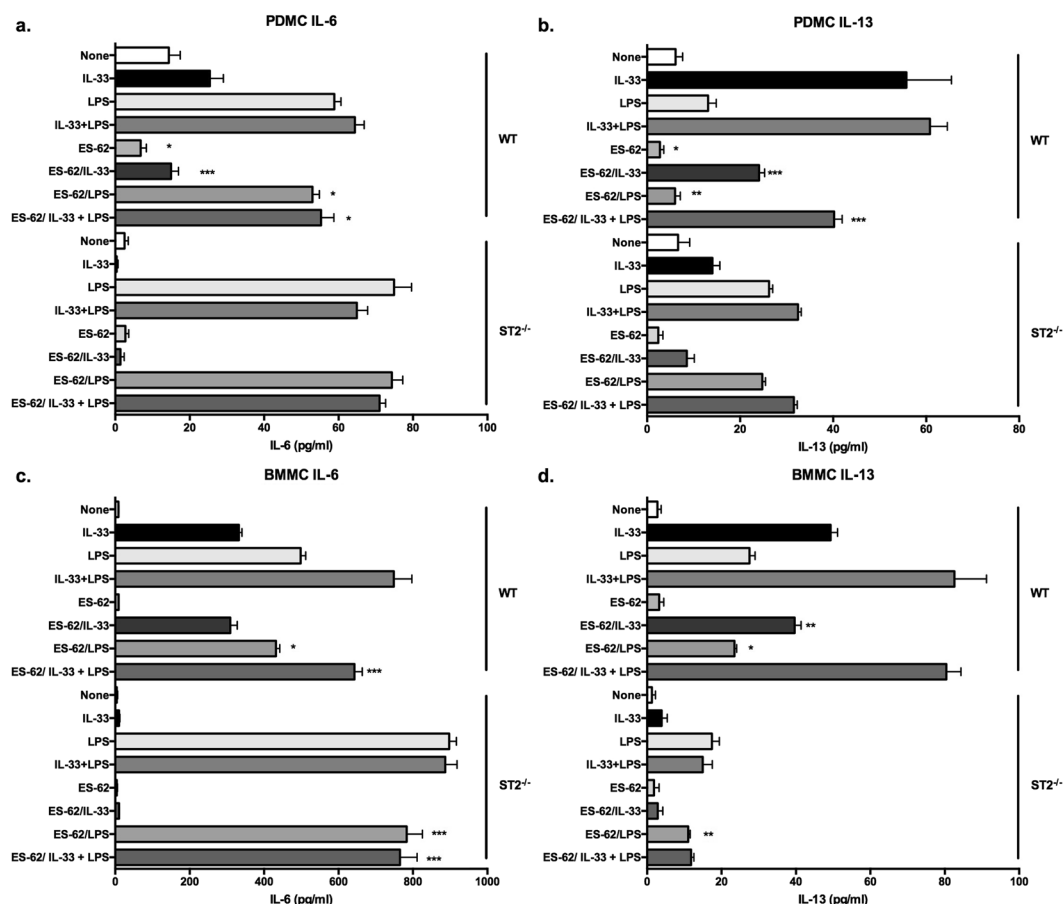 a.
PDMC IL-6
None
IL-33
LPS
IL-33+LPS
ES-62
*
ES-62/IL-33
***
ES-62/LPS
*
ES-62/ IL-33 + LPS
*
WT
None
IL-33
LPS
IL-33+LPS
ES-62
ES-62/IL-33
ES-62/LPS
ES-62/ IL-33 + LPS
ST2-/-
0 20 40 60 80 100
IL-6 (pg/ml)
b.
PDMC IL-13
None
IL-33
LPS
IL-33+LPS
ES-62
*
ES-62/IL-33
***
ES-62/LPS
**
ES-62/ IL-33 + LPS
***
WT
None
IL-33
LPS
IL-33+LPS
ES-62
ES-62/IL-33
ES-62/LPS
ES-62/ IL-33 + LPS
ST2-/-
0 20 40 60 80
IL-13 (pg/ml)
c.
BMMC IL-6
None
IL-33
LPS
IL-33+LPS
ES-62
ES-62/IL-33
ES-62/LPS
*
ES-62/ IL-33 + LPS
***
WT
None
IL-33
LPS
IL-33+LPS
ES-62
ES-62/IL-33
ES-62/LPS
***
ES-62/ IL-33 + LPS
***
ST2-/-
0 200 400 600 800 1000
IL-6 (pg/ml)
d.
BMMC IL-13
None
IL-33
LPS
IL-33+LPS
ES-62
ES-62/IL-33
**
ES-62/LPS
*
ES-62/ IL-33 + LPS
WT
None
IL-33
LPS
IL-33+LPS
ES-62
ES-62/IL-33
ES-62/LPS
**
ES-62/ IL-33 + LPS
ST2-/-
0 20 40 60 80 100
IL-13 (pg/ml)